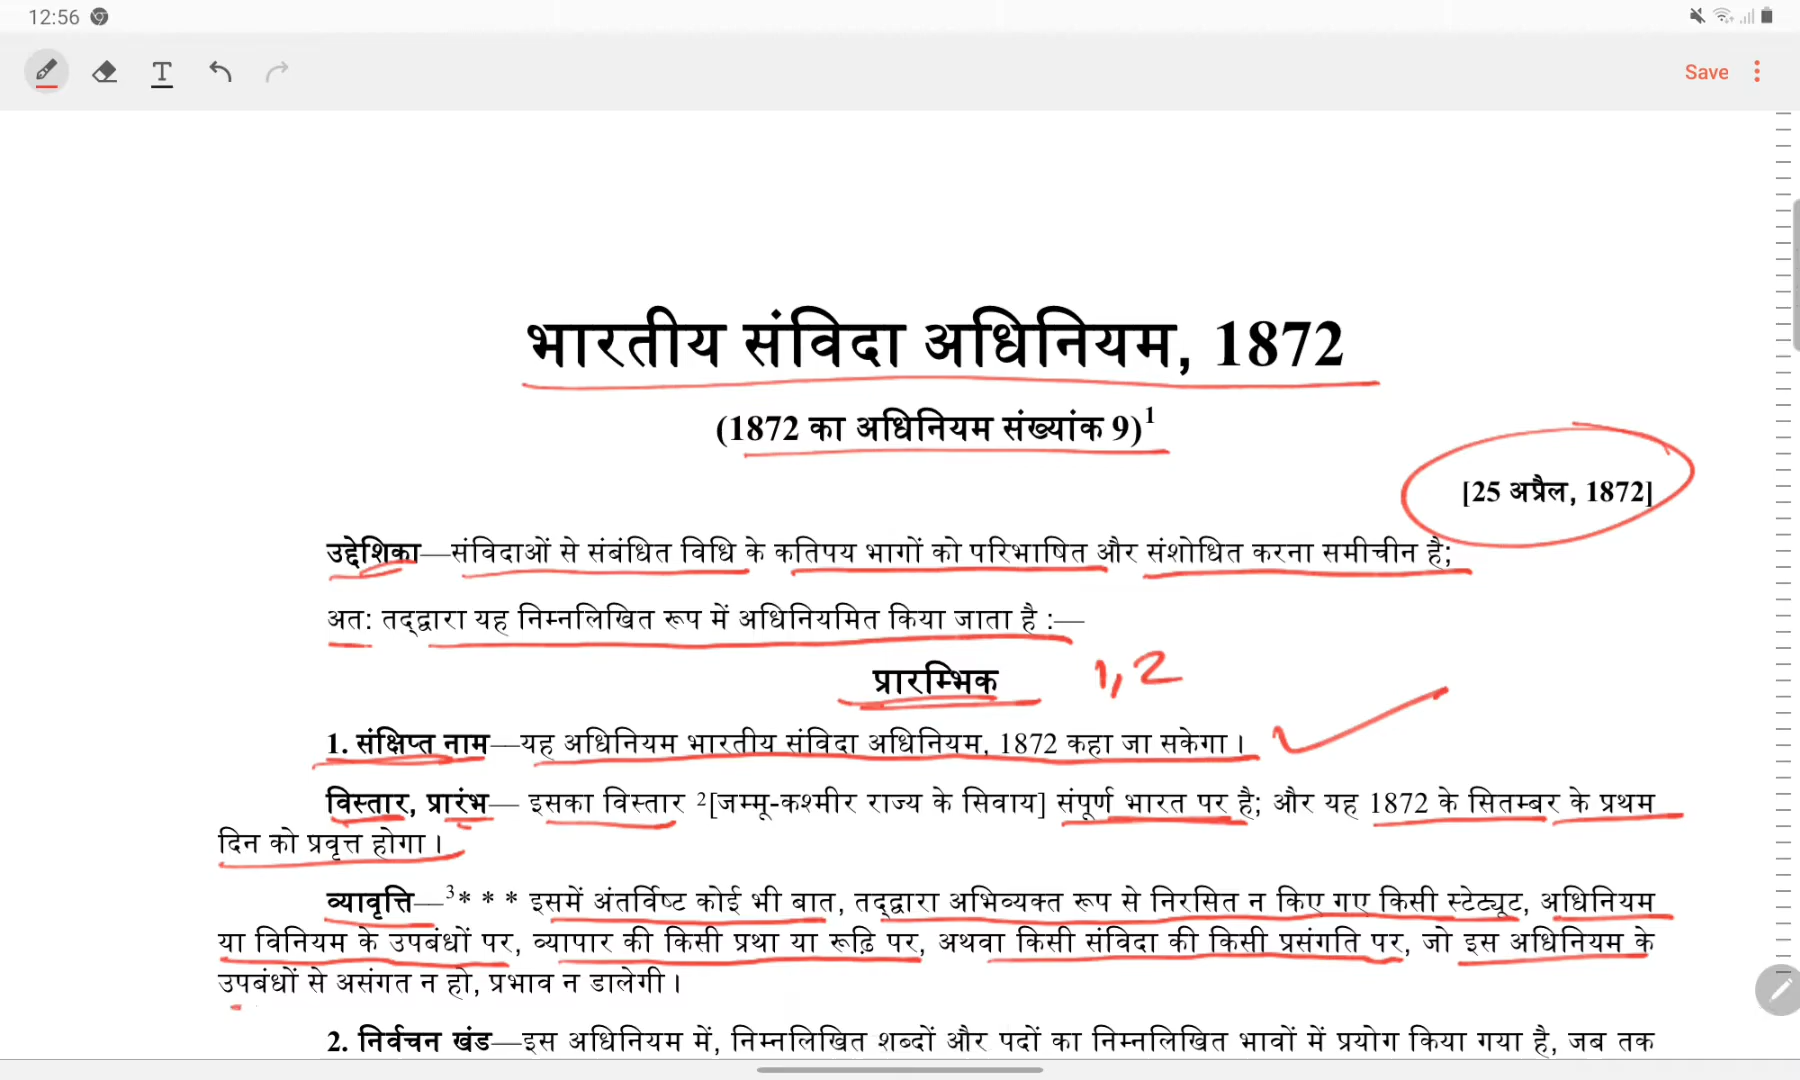 12:56
T
Save
भारतीय संविदा अधिनियम, 1872
(1872 का अधिनियम संख्यांक 9)1
[25 अप्रैल, 1872]
उद्देशिका—संविदाओं से संबंधित विधि के कतिपय भागों को परिभाषित और संशोधित करना समीचीन है;
अत: तद्द्वारा यह निम्नलिखित रूप में अधिनियमित किया जाता है :—
प्रारम्भिक 1,2
1. संक्षिप्त नाम—यह अधिनियम भारतीय संविदा अधिनियम, 1872 कहा जा सकेगा ।
विस्तार, प्रारंभ— इसका विस्तार 2[जम्मू-कश्मीर राज्य के सिवाय] संपूर्ण भारत पर है; और यह 1872 के सितम्बर के प्रथम
दिन को प्रवृत्त होगा ।
व्यावृत्ति—3* * * इसमें अंतर्विष्ट कोई भी बात, तद्द्वारा अभिव्यक्त रूप से निरसित न किए गए किसी स्टेट्यूट, अधिनियम
या विनियम के उपबंधों पर, व्यापार की किसी प्रथा या रूढ़ि पर, अथवा किसी संविदा की किसी प्रसंगति पर, जो इस अधिनियम के
उपबंधों से असंगत न हो, प्रभाव न डालेगी ।
2. निर्वचन खंड—इस अधिनियम में, निम्नलिखित शब्दों और पदों का निम्नलिखित भावों में प्रयोग किया गया है, जब तक